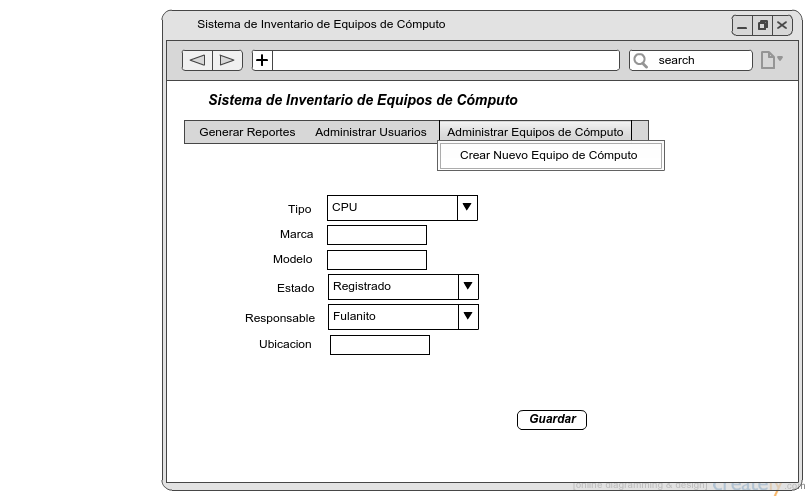 Sistema de Inventario de Equipos de Cómputo
search
Sistema de Inventario de Equipos de Cómputo
Generar Reportes Administrar Usuarios Administrar Equipos de Cómputo
Crear Nuevo Equipo de Cómputo
Tipo CPU
Marca
Modelo
Estado Registrado
Responsable Fulanito
Ubicacion
Guardar
[online diagramming & design] creately.com